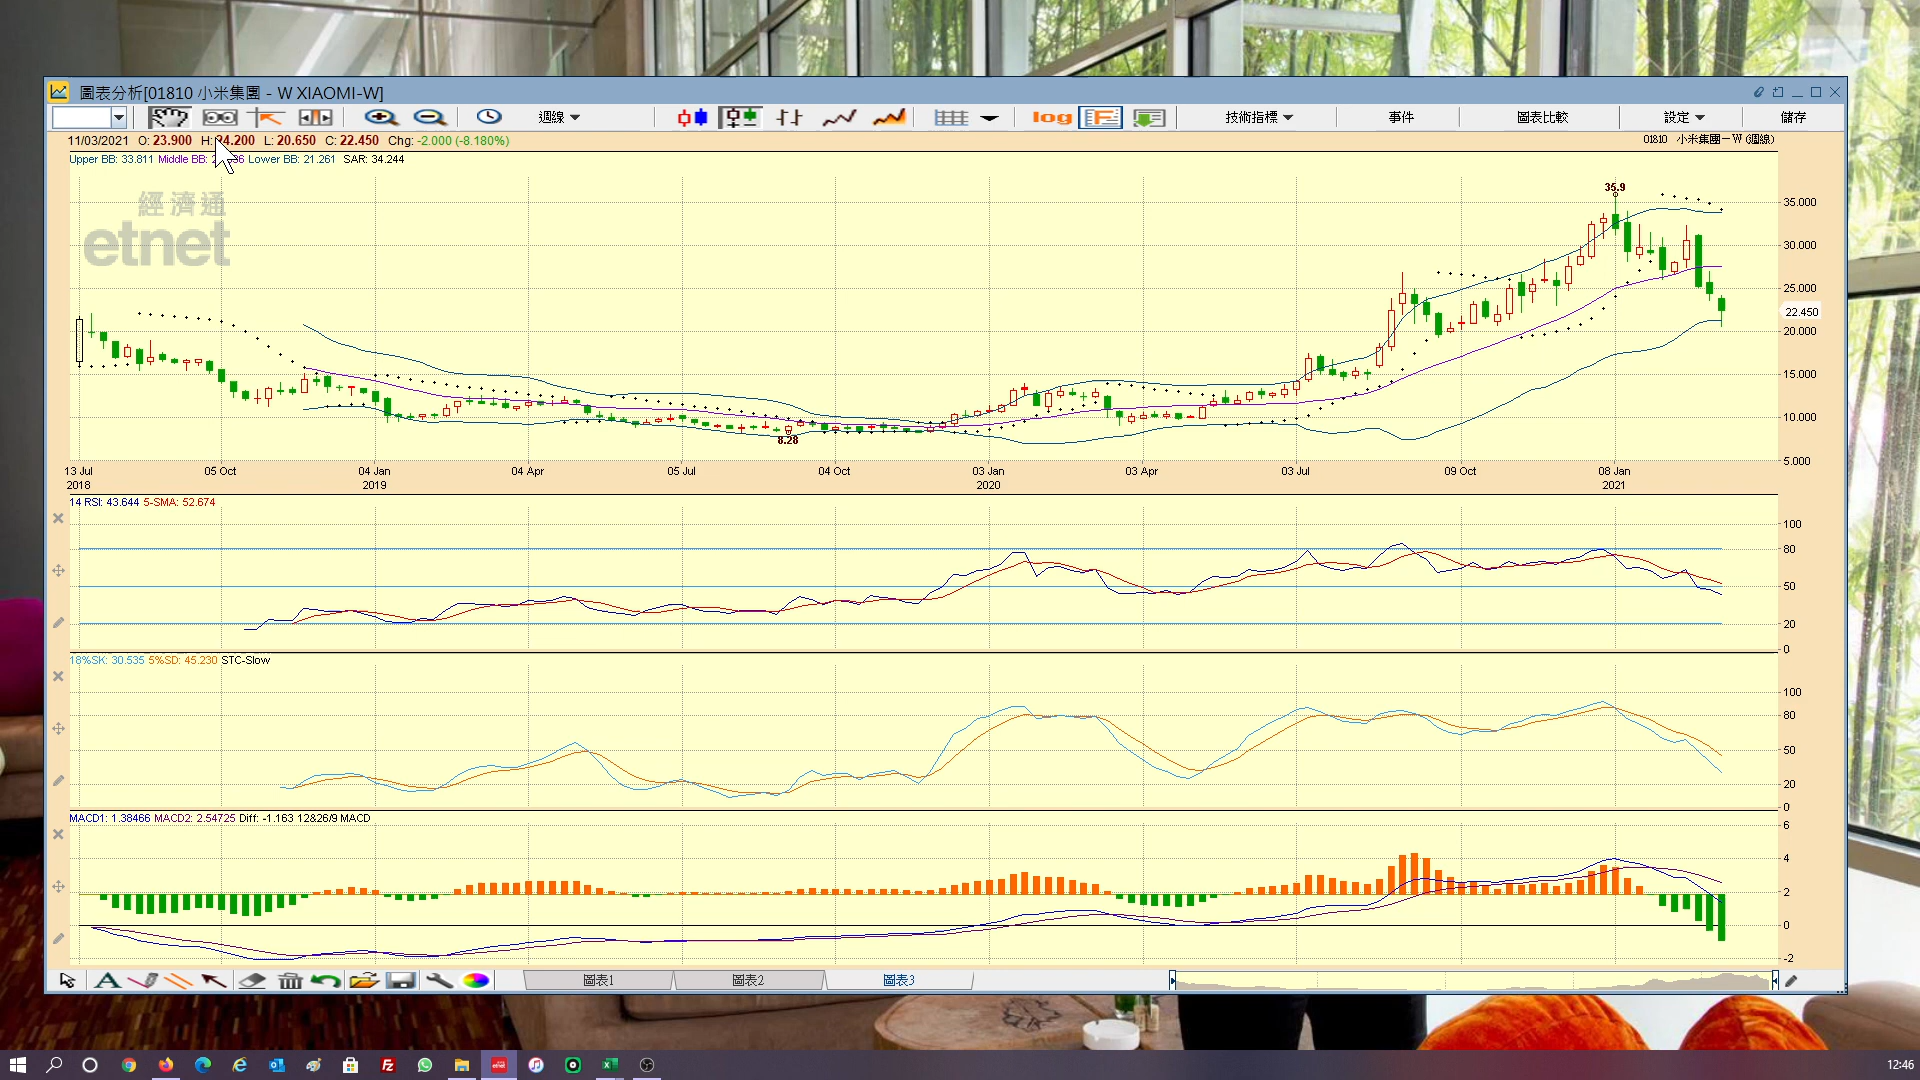 圖表分析[01810 小米集團 - W XIAOMI-W]
週線 log 技術指標 事件 圖表比較 設定 儲存
11/03/2021 O: 23.900 H: 24.200 L: 20.650 C: 22.450 Chg: -2.000 (-8.180%)
01810 小米集團－W (週線)
Upper BB: 33.811 Middle BB: Lower BB: 21.261 SAR: 34.244
經濟通
etnet
35.9
8.28
35.000
30.000
25.000
22.450
20.000
15.000
10.000
5.000
13 Jul 05 Oct 04 Jan 04 Apr 05 Jul 04 Oct 03 Jan 03 Apr 03 Jul 09 Oct 08 Jan
2018 2019 2020 2021
14 RSI: 43.644 5-SMA: 52.674
100
80
50
20
0
18%SK: 30.535 5%SD: 45.230 STC-Slow
100
80
50
20
0
MACD1: 1.38466 MACD2: 2.54725 Diff: -1.163 12&26/9 MACD
6
4
2
0
-2
圖表1 圖表2 圖表3
12:46